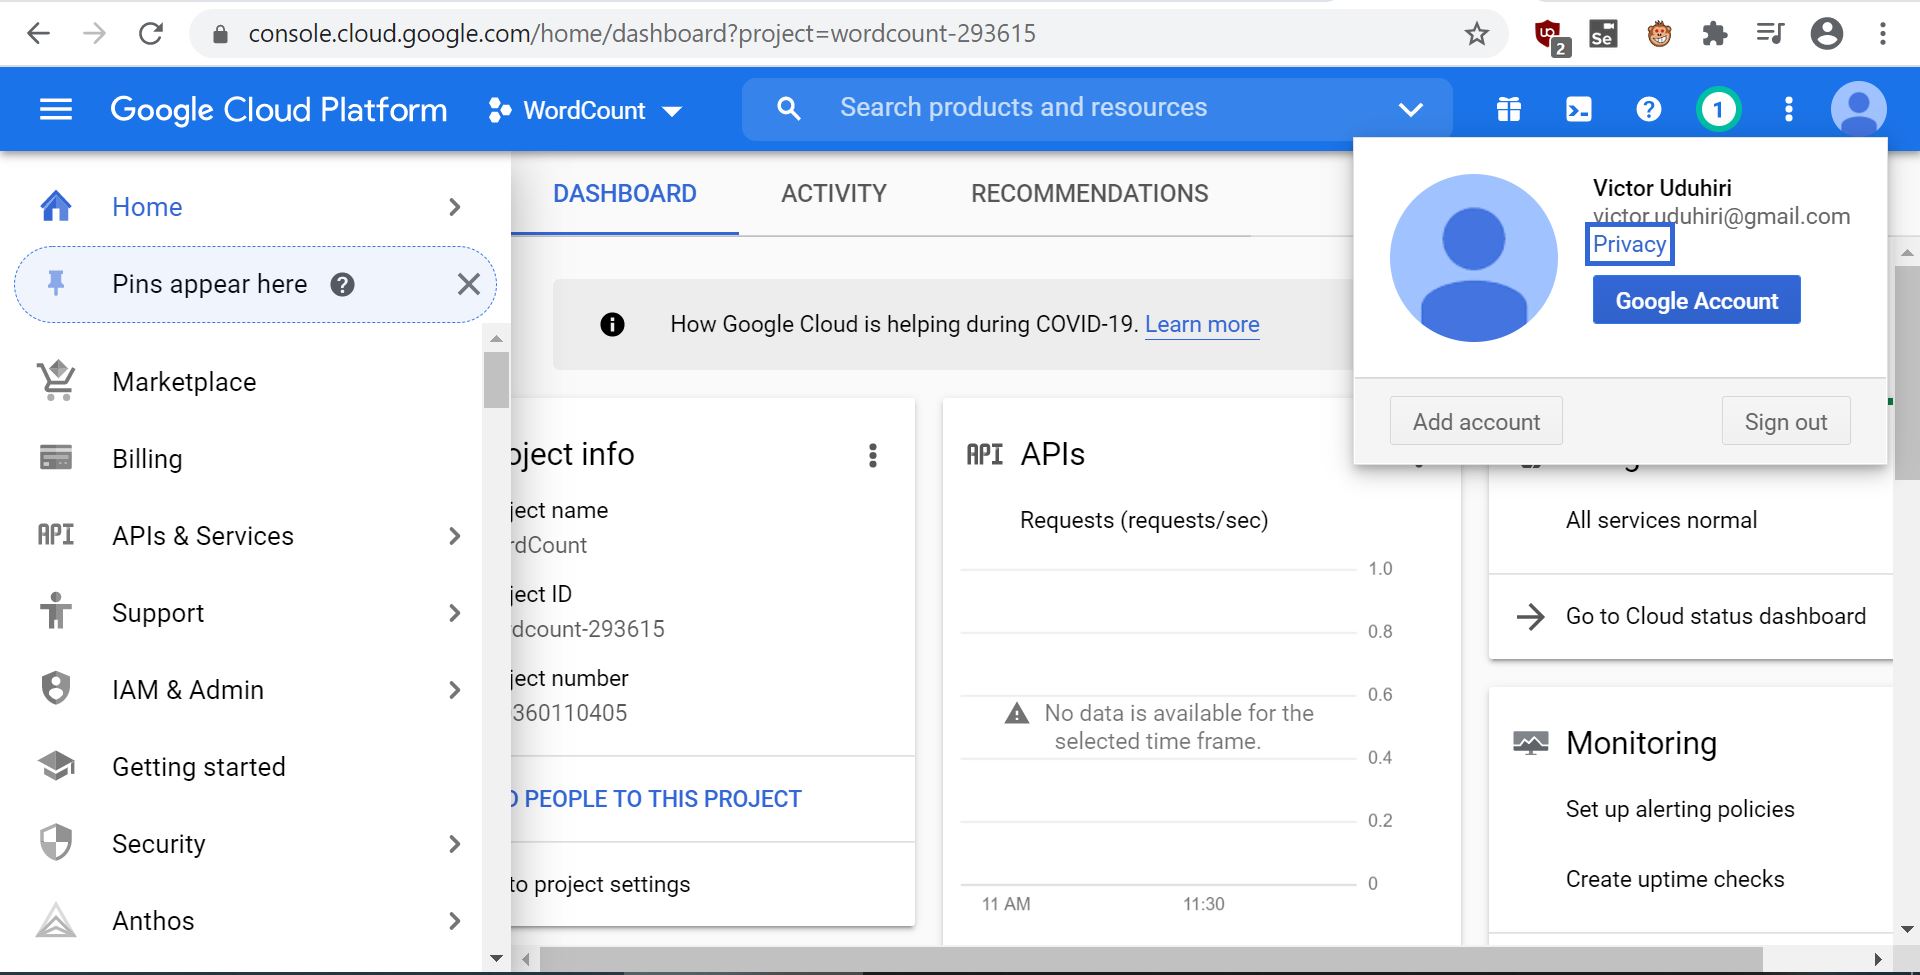 console.cloud.google.com/home/dashboard?project=wordcount-293615
2
Se
Google Cloud Platform
WordCount
Search products and resources
1
Home
Pins appear here
Marketplace
Billing
API APIs & Services
Support
IAM & Admin
Getting started
Security
Anthos
DASHBOARD ACTIVITY RECOMMENDATIONS
How Google Cloud is helping during COVID-19. Learn more
oject info
ject name
rdCount
ject ID
dcount-293615
ject number
360110405
PEOPLE TO THIS PROJECT
to project settings
API APIs
Requests (requests/sec)
1.0
0.8
0.6
No data is available for the
selected time frame.
0.4
0.2
0
11 AM 11:30
Victor Uduhiri
victor.uduhiri@gmail.com
Privacy
Google Account
Add account Sign out
All services normal
Go to Cloud status dashboard
Monitoring
Set up alerting policies
Create uptime checks